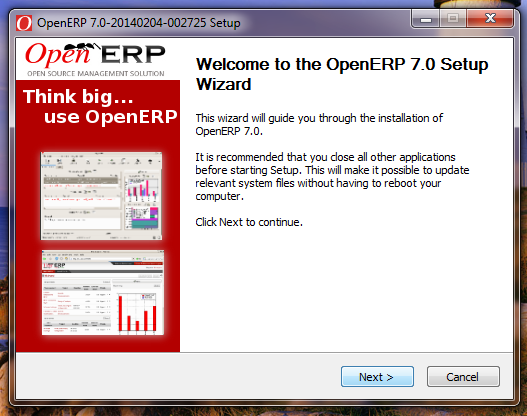 OpenERP 7.0-20140204-002725 Setup
Open ERP
OPEN SOURCE MANAGEMENT SOLUTION
Think big...
use OpenERP
Welcome to the OpenERP 7.0 Setup
Wizard
This wizard will guide you through the installation of
OpenERP 7.0.
It is recommended that you close all other applications
before starting Setup. This will make it possible to update
relevant system files without having to reboot your
computer.
Click Next to continue.
Next >
Cancel